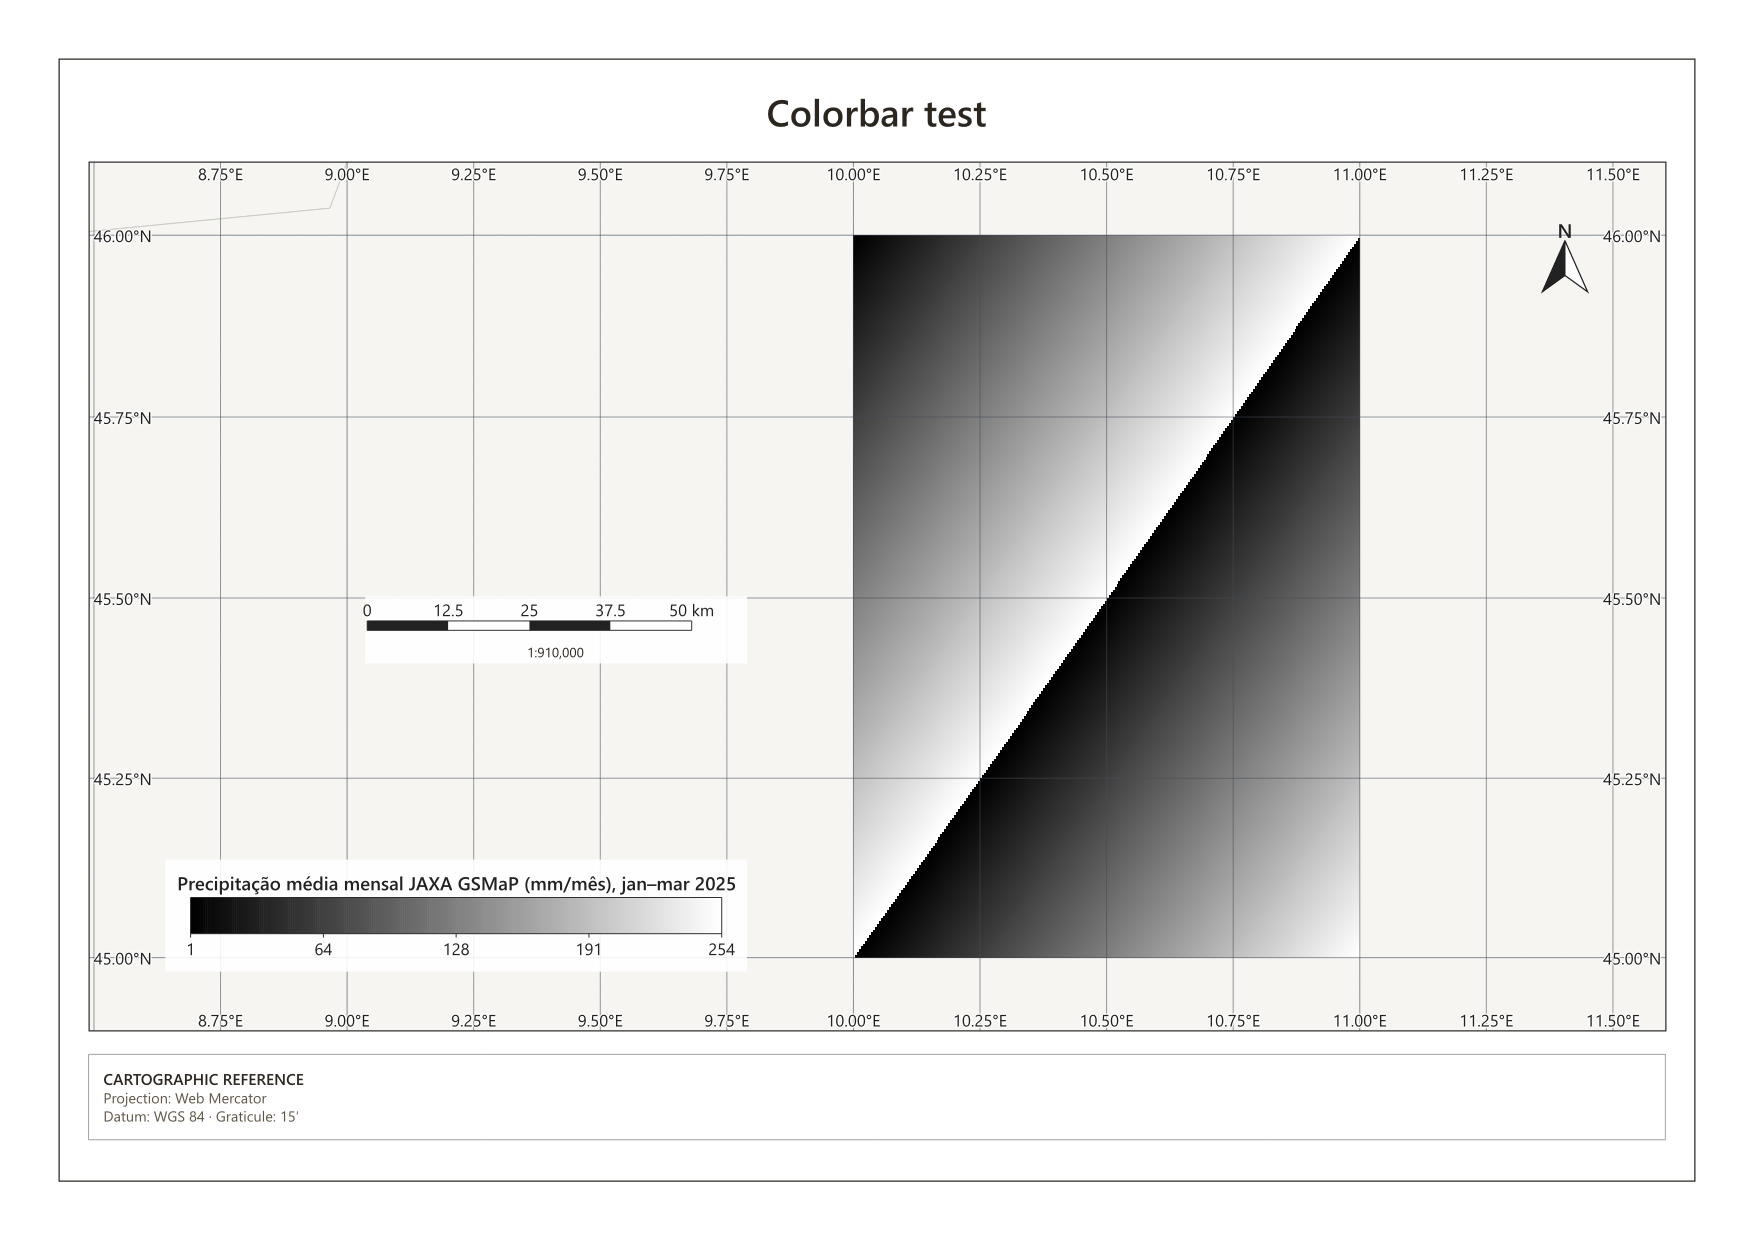 Colorbar test
8.75°E 9.00°E 9.25°E 9.50°E 9.75°E 10.00°E 10.25°E 10.50°E 10.75°E 11.00°E 11.25°E 11.50°E
N
46.00°N 46.00°N
45.75°N 45.75°N
45.50°N 45.50°N
0 12.5 25 37.5 50 km
1:910,000
45.25°N 45.25°N
Precipitação média mensal JAXA GSMaP (mm/mês), jan–mar 2025
1 64 128 191 254
45.00°N 45.00°N
8.75°E 9.00°E 9.25°E 9.50°E 9.75°E 10.00°E 10.25°E 10.50°E 10.75°E 11.00°E 11.25°E 11.50°E
CARTOGRAPHIC REFERENCE
Projection: Web Mercator
Datum: WGS 84 · Graticule: 15′